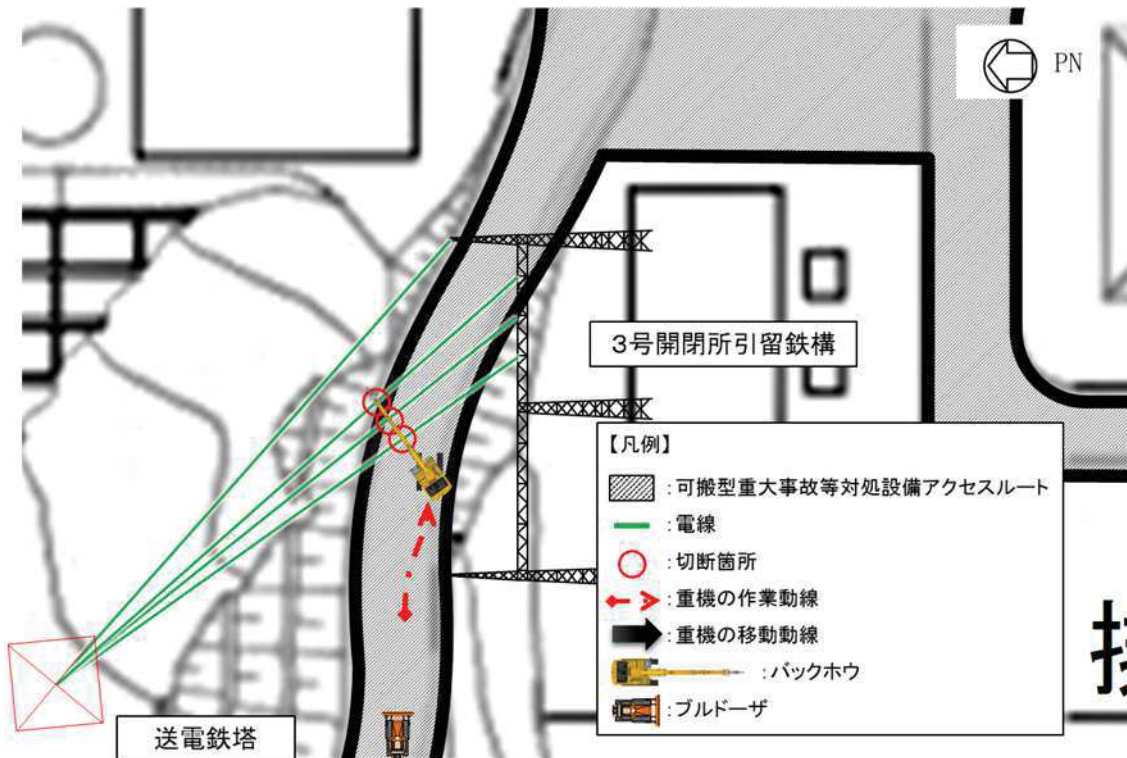 PN
3号開閉所引留鉄構
【凡例】
:可搬型重大事故等対処設備アクセスルート
:電線
:切断箇所
:重機の作業動線
:重機の移動動線
:バックホウ
:ブルドーザ
送電鉄塔